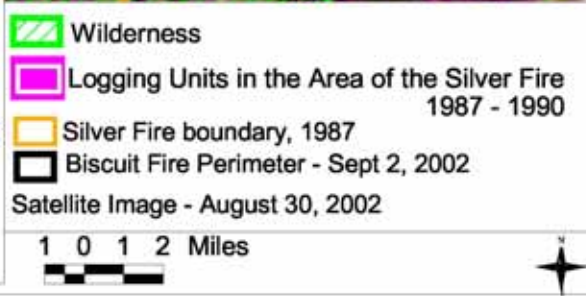 Wilderness
Logging Units in the Area of the Silver Fire
1987 - 1990
Silver Fire boundary, 1987
Biscuit Fire Perimeter - Sept 2, 2002
Satellite Image - August 30, 2002
1 0 1 2 Miles
N